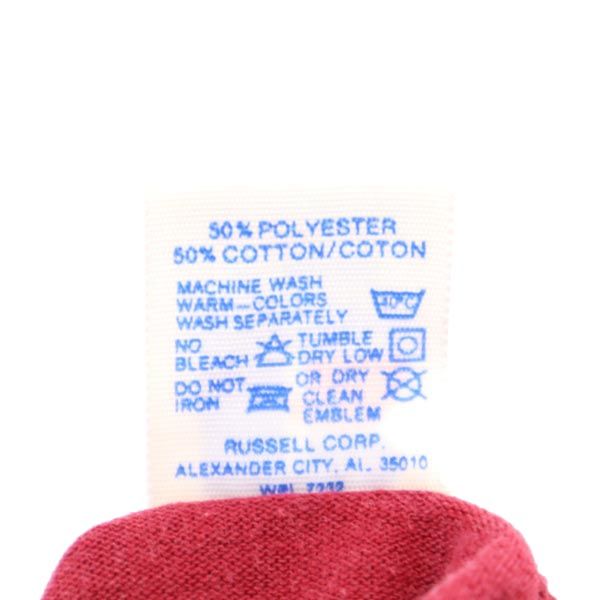 50% POLYESTER
50% COTTON/COTON
MACHINE WASH
WARM-COLORS
WASH SEPARATELY
40°C
NO
BLEACH
TUMBLE
DRY LOW
DO NOT
IRON
OR DRY
CLEAN
EMBLEM
RUSSELL CORP.
ALEXANDER CITY, AL. 35010